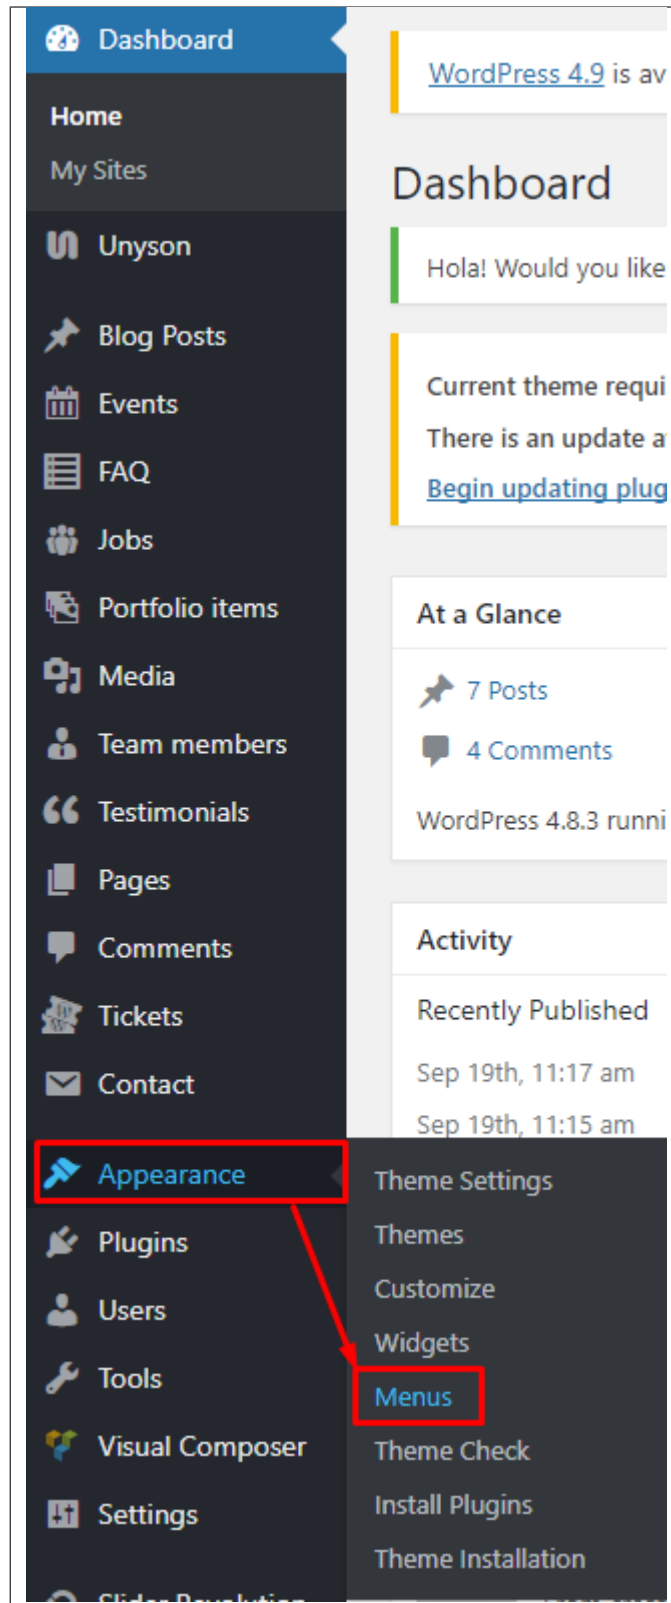 Dashboard
Home
My Sites
Unyson
Blog Posts
Events
FAQ
Jobs
Portfolio items
Media
Team members
Testimonials
Pages
Comments
Tickets
Contact
Appearance
Plugins
Users
Tools
Visual Composer
Settings
Slider Revolution
WordPress 4.9 is av
Dashboard
Hola! Would you like
Current theme requi
There is an update a
Begin updating plug
At a Glance
7 Posts
4 Comments
WordPress 4.8.3 runni
Activity
Recently Published
Sep 19th, 11:17 am
Sep 19th, 11:15 am
Theme Settings
Themes
Customize
Widgets
Menus
Theme Check
Install Plugins
Theme Installation